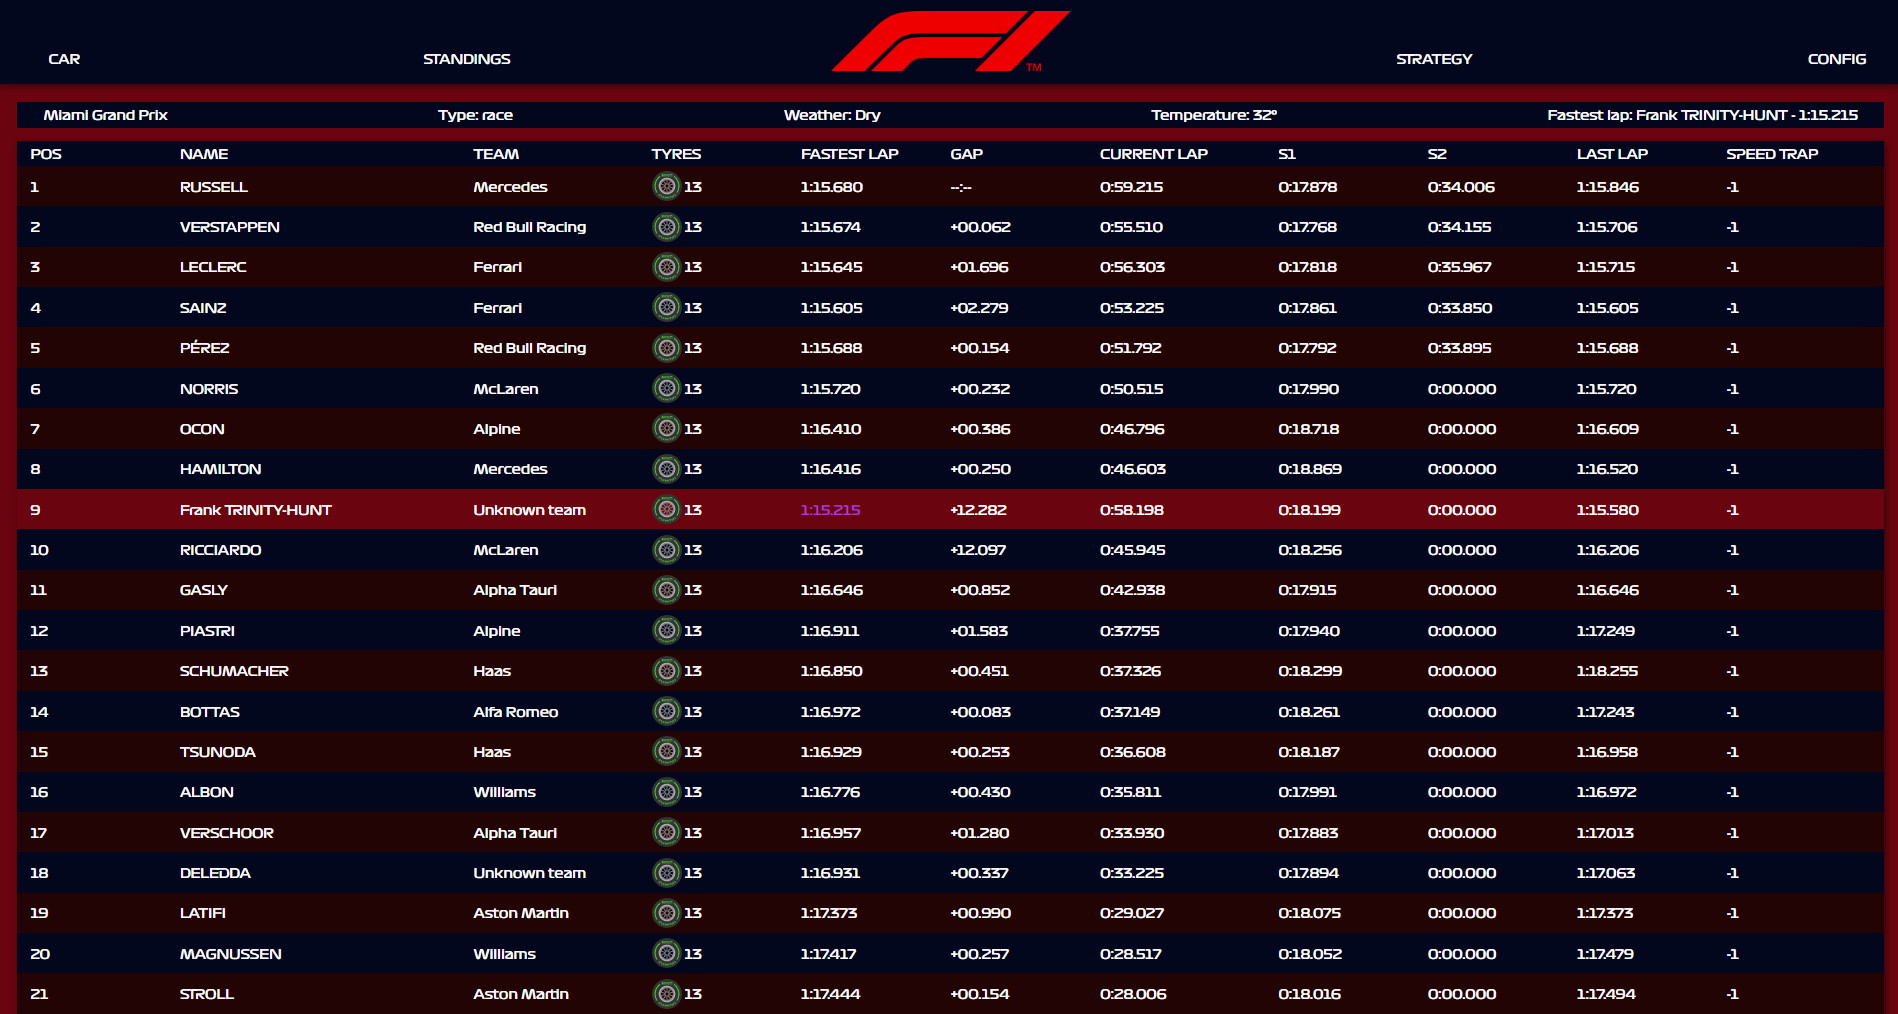 CAR STANDINGS F1 TM STRATEGY CONFIG
Miami Grand Prix Type: race Weather: Dry Temperature: 32° Fastest lap: Frank TRINITY-HUNT - 1:15.215
POS NAME TEAM TYRES FASTEST LAP GAP CURRENT LAP S1 S2 LAST LAP SPEED TRAP
1 RUSSELL Mercedes 13 1:15.680 --:-- 0:59.215 0:17.878 0:34.006 1:15.846 -1
2 VERSTAPPEN Red Bull Racing 13 1:15.674 +00.062 0:55.510 0:17.768 0:34.155 1:15.706 -1
3 LECLERC Ferrari 13 1:15.645 +01.696 0:56.303 0:17.818 0:35.967 1:15.715 -1
4 SAINZ Ferrari 13 1:15.605 +02.279 0:53.225 0:17.861 0:33.850 1:15.605 -1
5 PÉREZ Red Bull Racing 13 1:15.688 +00.154 0:51.792 0:17.792 0:33.895 1:15.688 -1
6 NORRIS McLaren 13 1:15.720 +00.232 0:50.515 0:17.990 0:00.000 1:15.720 -1
7 OCON Alpine 13 1:16.410 +00.386 0:46.796 0:18.718 0:00.000 1:16.609 -1
8 HAMILTON Mercedes 13 1:16.416 +00.250 0:46.603 0:18.869 0:00.000 1:16.520 -1
9 Frank TRINITY-HUNT Unknown team 13 1:15.215 +12.282 0:58.198 0:18.199 0:00.000 1:15.580 -1
10 RICCIARDO McLaren 13 1:16.206 +12.097 0:45.945 0:18.256 0:00.000 1:16.206 -1
11 GASLY Alpha Tauri 13 1:16.646 +00.852 0:42.938 0:17.915 0:00.000 1:16.646 -1
12 PIASTRI Alpine 13 1:16.911 +01.583 0:37.755 0:17.940 0:00.000 1:17.249 -1
13 SCHUMACHER Haas 13 1:16.850 +00.451 0:37.326 0:18.299 0:00.000 1:18.255 -1
14 BOTTAS Alfa Romeo 13 1:16.972 +00.083 0:37.149 0:18.261 0:00.000 1:17.243 -1
15 TSUNODA Haas 13 1:16.929 +00.253 0:36.608 0:18.187 0:00.000 1:16.958 -1
16 ALBON Williams 13 1:16.776 +00.430 0:35.811 0:17.991 0:00.000 1:16.972 -1
17 VERSCHOOR Alpha Tauri 13 1:16.957 +01.280 0:33.930 0:17.883 0:00.000 1:17.013 -1
18 DELEDDA Unknown team 13 1:16.931 +00.337 0:33.225 0:17.894 0:00.000 1:17.063 -1
19 LATIFI Aston Martin 13 1:17.373 +00.990 0:29.027 0:18.075 0:00.000 1:17.373 -1
20 MAGNUSSEN Williams 13 1:17.417 +00.257 0:28.517 0:18.052 0:00.000 1:17.479 -1
21 STROLL Aston Martin 13 1:17.444 +00.154 0:28.006 0:18.016 0:00.000 1:17.494 -1